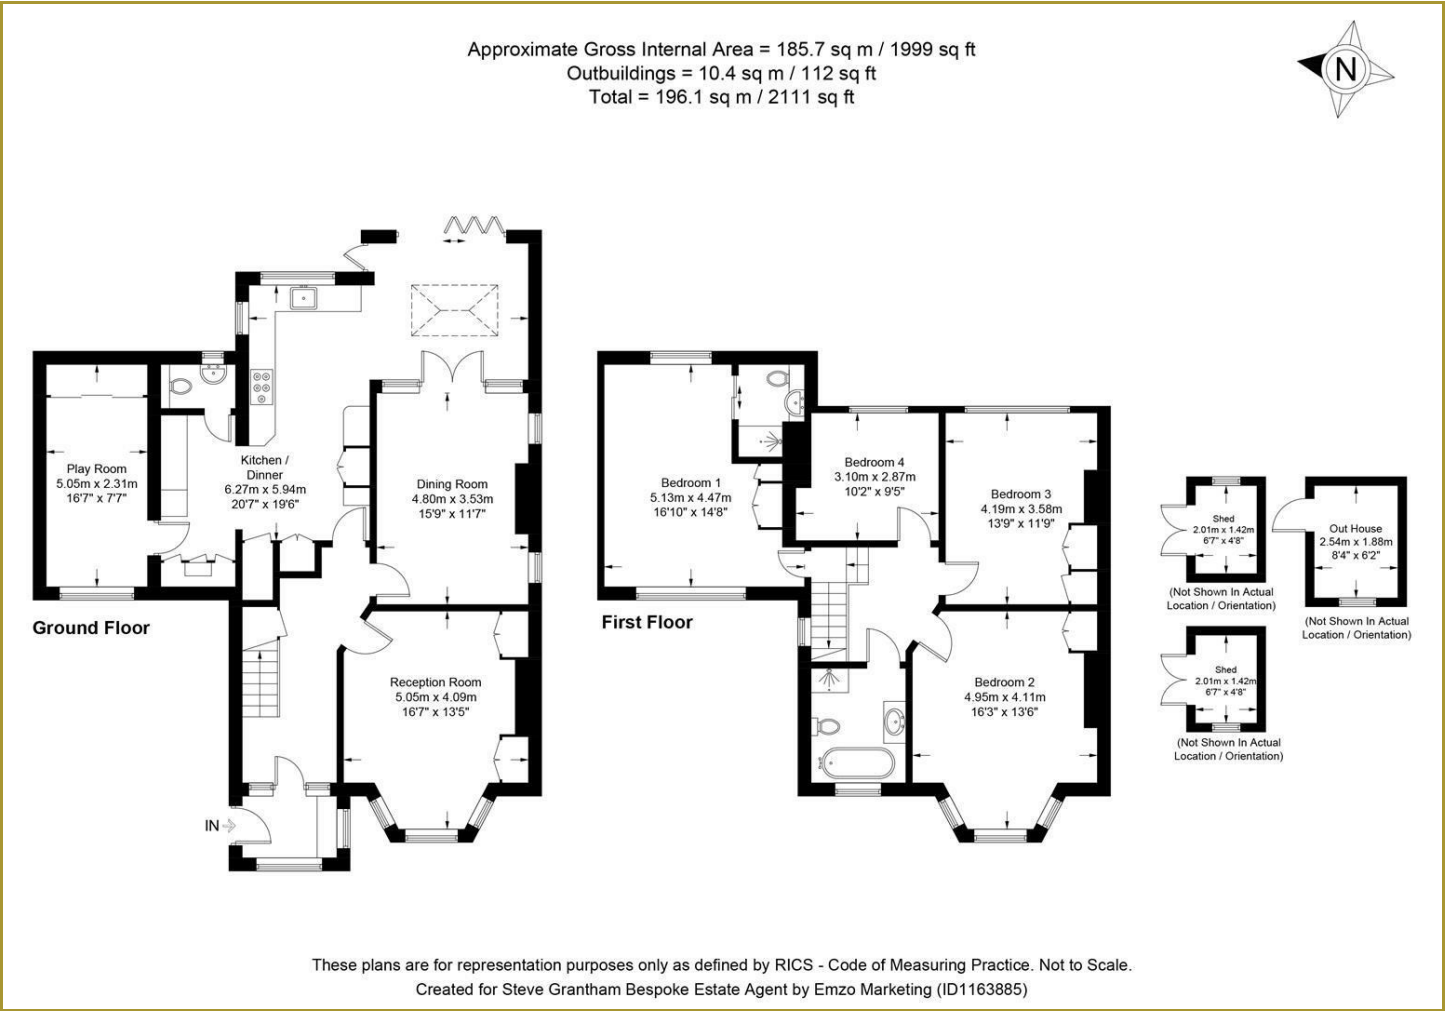 Approximate Gross Internal Area = 185.7 sq m / 1999 sq ft
Outbuildings = 10.4 sq m / 112 sq ft
Total = 196.1 sq m / 2111 sq ft
N
Play Room
5.05m x 2.31m
16'7" x 7'7"
Kitchen /
Dinner
6.27m x 5.94m
20'7" x 19'6"
Dining Room
4.80m x 3.53m
15'9" x 11'7"
Ground Floor
Reception Room
5.05m x 4.09m
16'7" x 13'5"
IN
Bedroom 1
5.13m x 4.47m
16'10" x 14'8"
Bedroom 4
3.10m x 2.87m
10'2" x 9'5"
Bedroom 3
4.19m x 3.58m
13'9" x 11'9"
First Floor
Bedroom 2
4.95m x 4.11m
16'3" x 13'6"
Shed
2.01m x 1.42m
6'7" x 4'8"
(Not Shown In Actual
Location / Orientation)
Out House
2.54m x 1.88m
8'4" x 6'2"
(Not Shown In Actual
Location / Orientation)
Shed
2.01m x 1.42m
6'7" x 4'8"
(Not Shown In Actual
Location / Orientation)
These plans are for representation purposes only as defined by RICS - Code of Measuring Practice. Not to Scale.
Created for Steve Grantham Bespoke Estate Agent by Emzo Marketing (ID1163885)